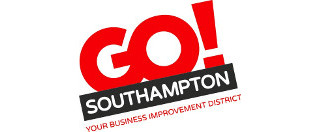 GO!
SOUTHAMPTON
YOUR BUSINESS IMPROVEMENT DISTRICT